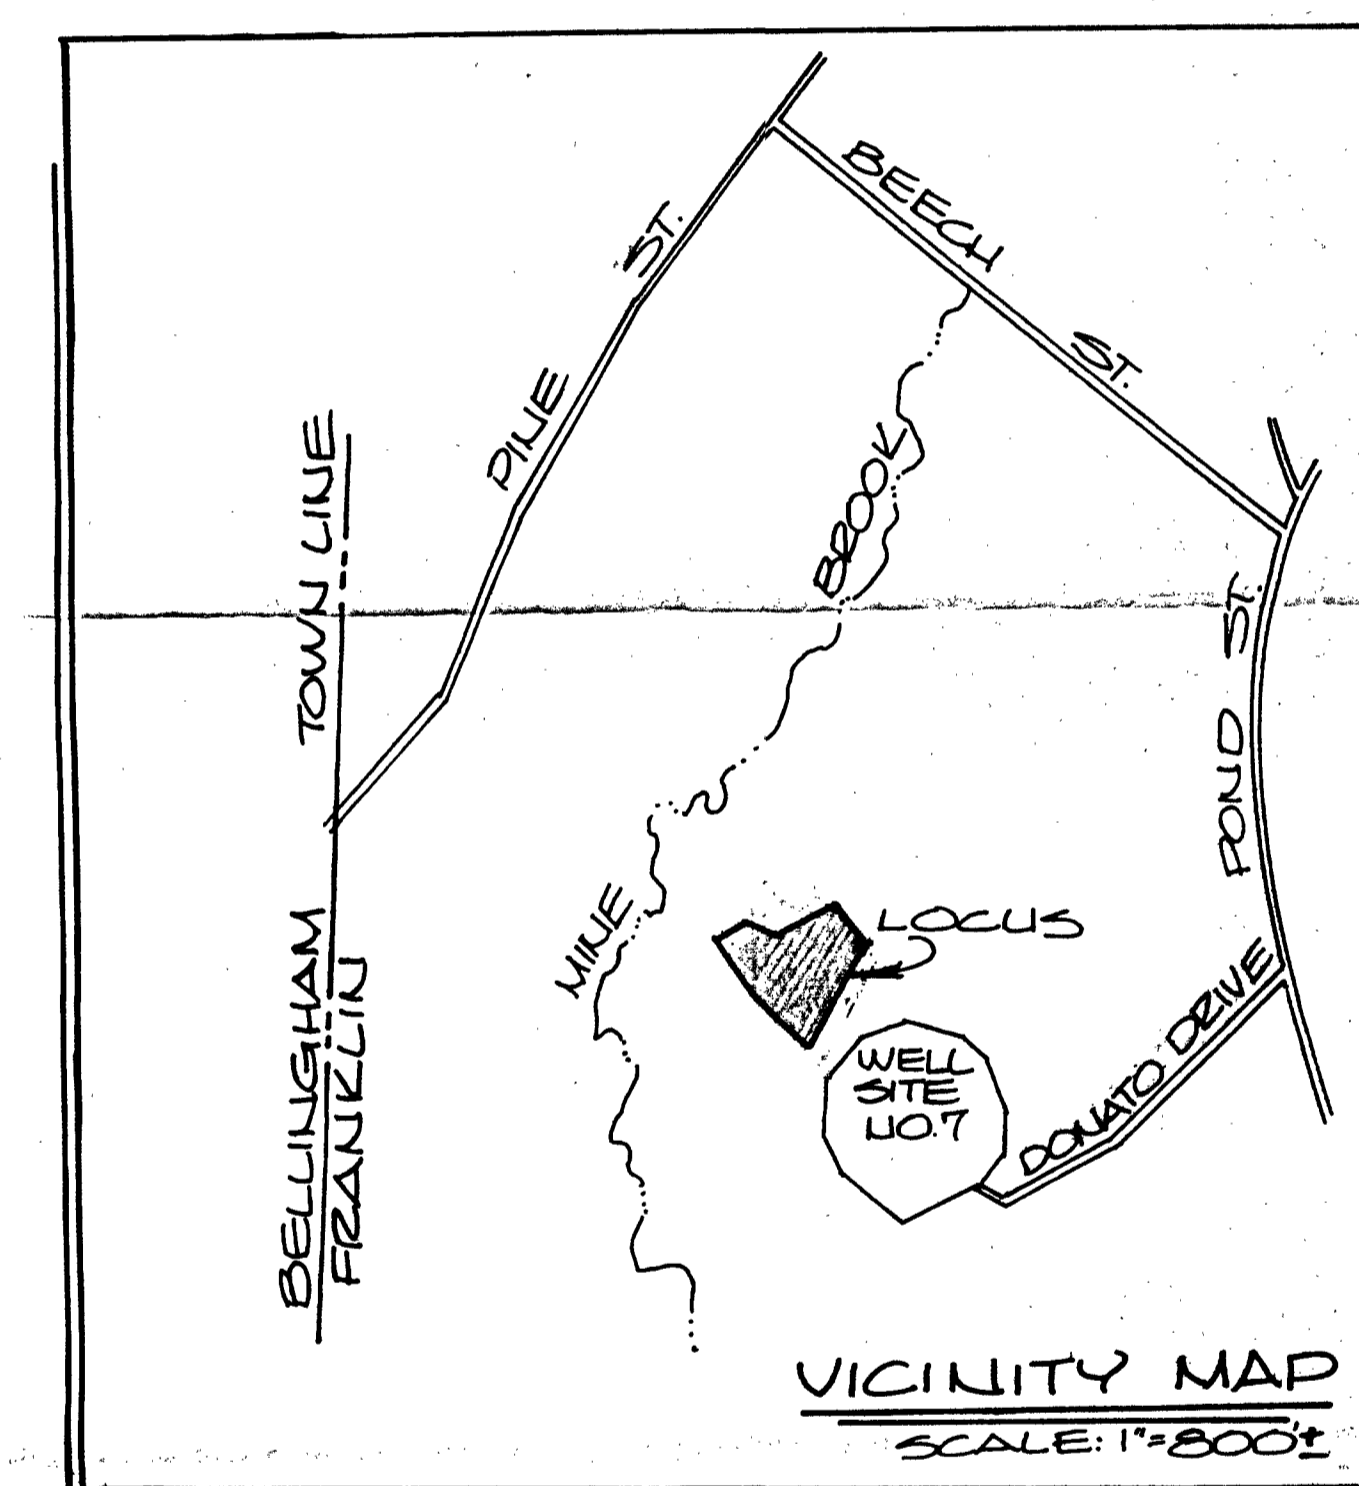 BEECH ST.
PINE ST.
BROOK
TOWN LINE
POND ST.
MINE
LOCUS
BELLINGHAM
FRANKLIN
WELL
SITE
NO.7
DONATO DRIVE
VICINITY MAP
SCALE: 1"=800'±